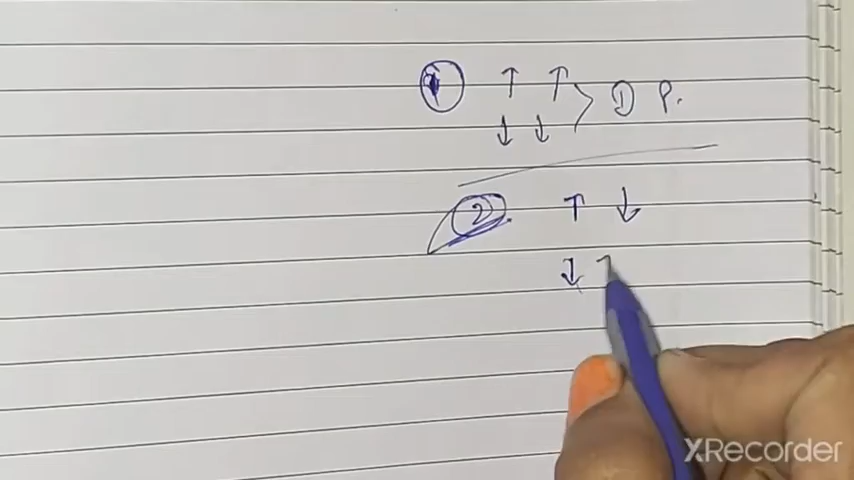 ① ↑ ↑
↓ ↓ } D P.
② ↑ ↓
↓ ↑
XRecorder